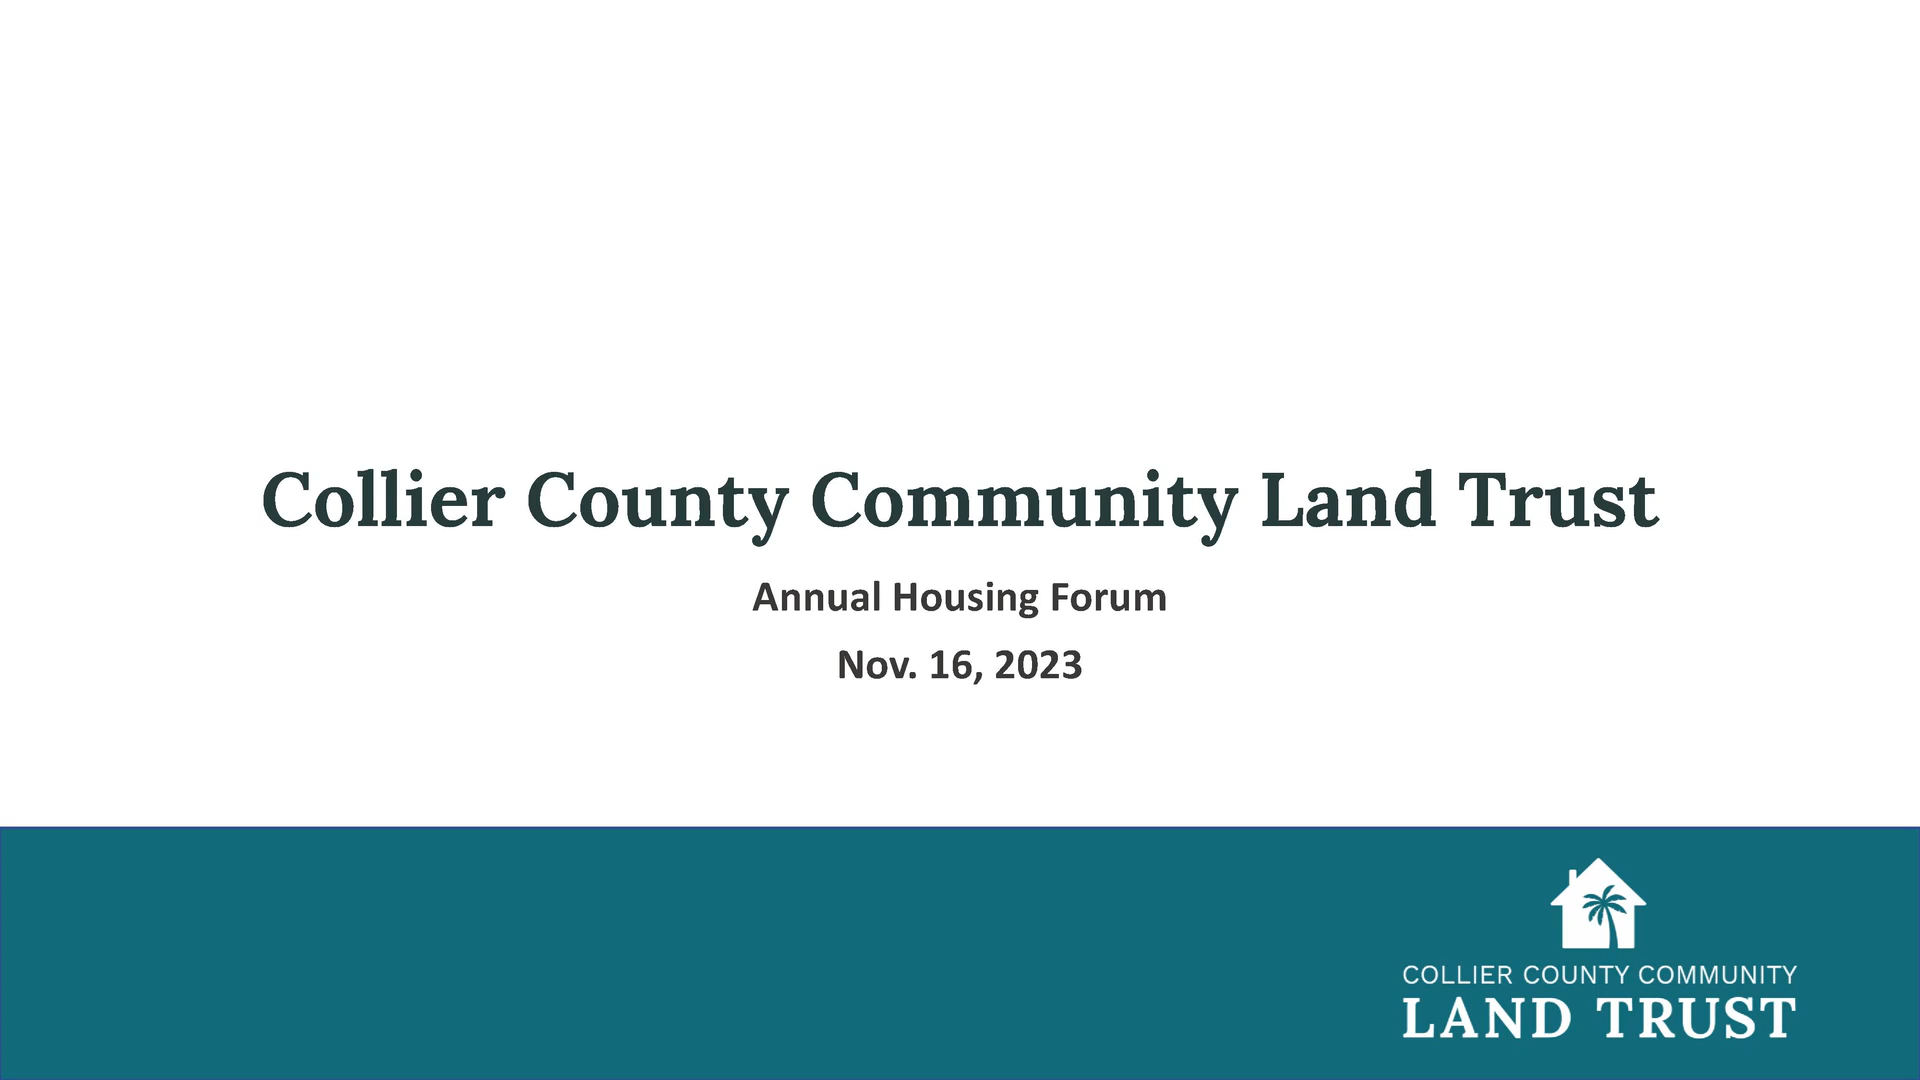 Collier County Community Land Trust
Annual Housing Forum
Nov. 16, 2023
COLLIER COUNTY COMMUNITY
LAND TRUST